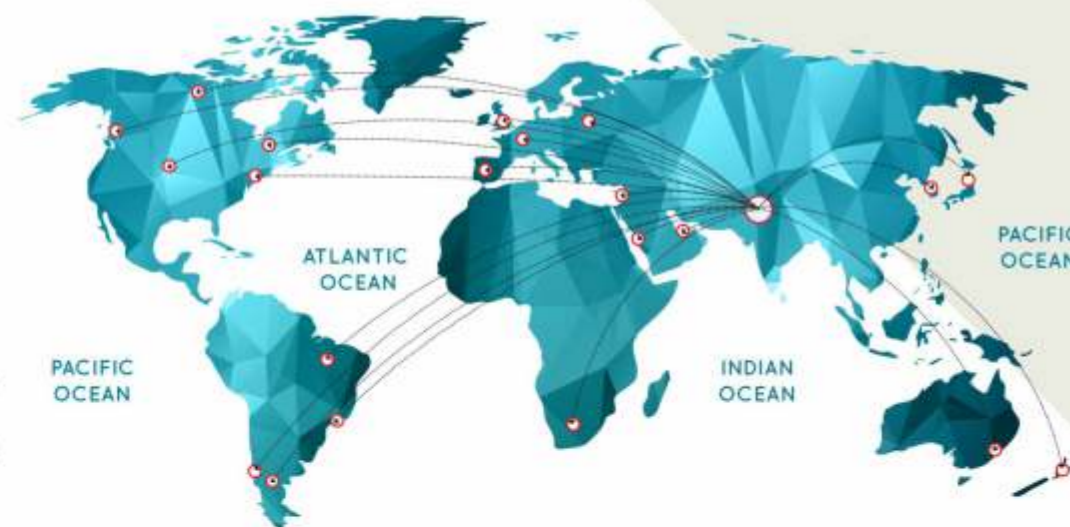 ATLANTIC
OCEAN
PACIFIC
OCEAN
PACIFIC
OCEAN
INDIAN
OCEAN